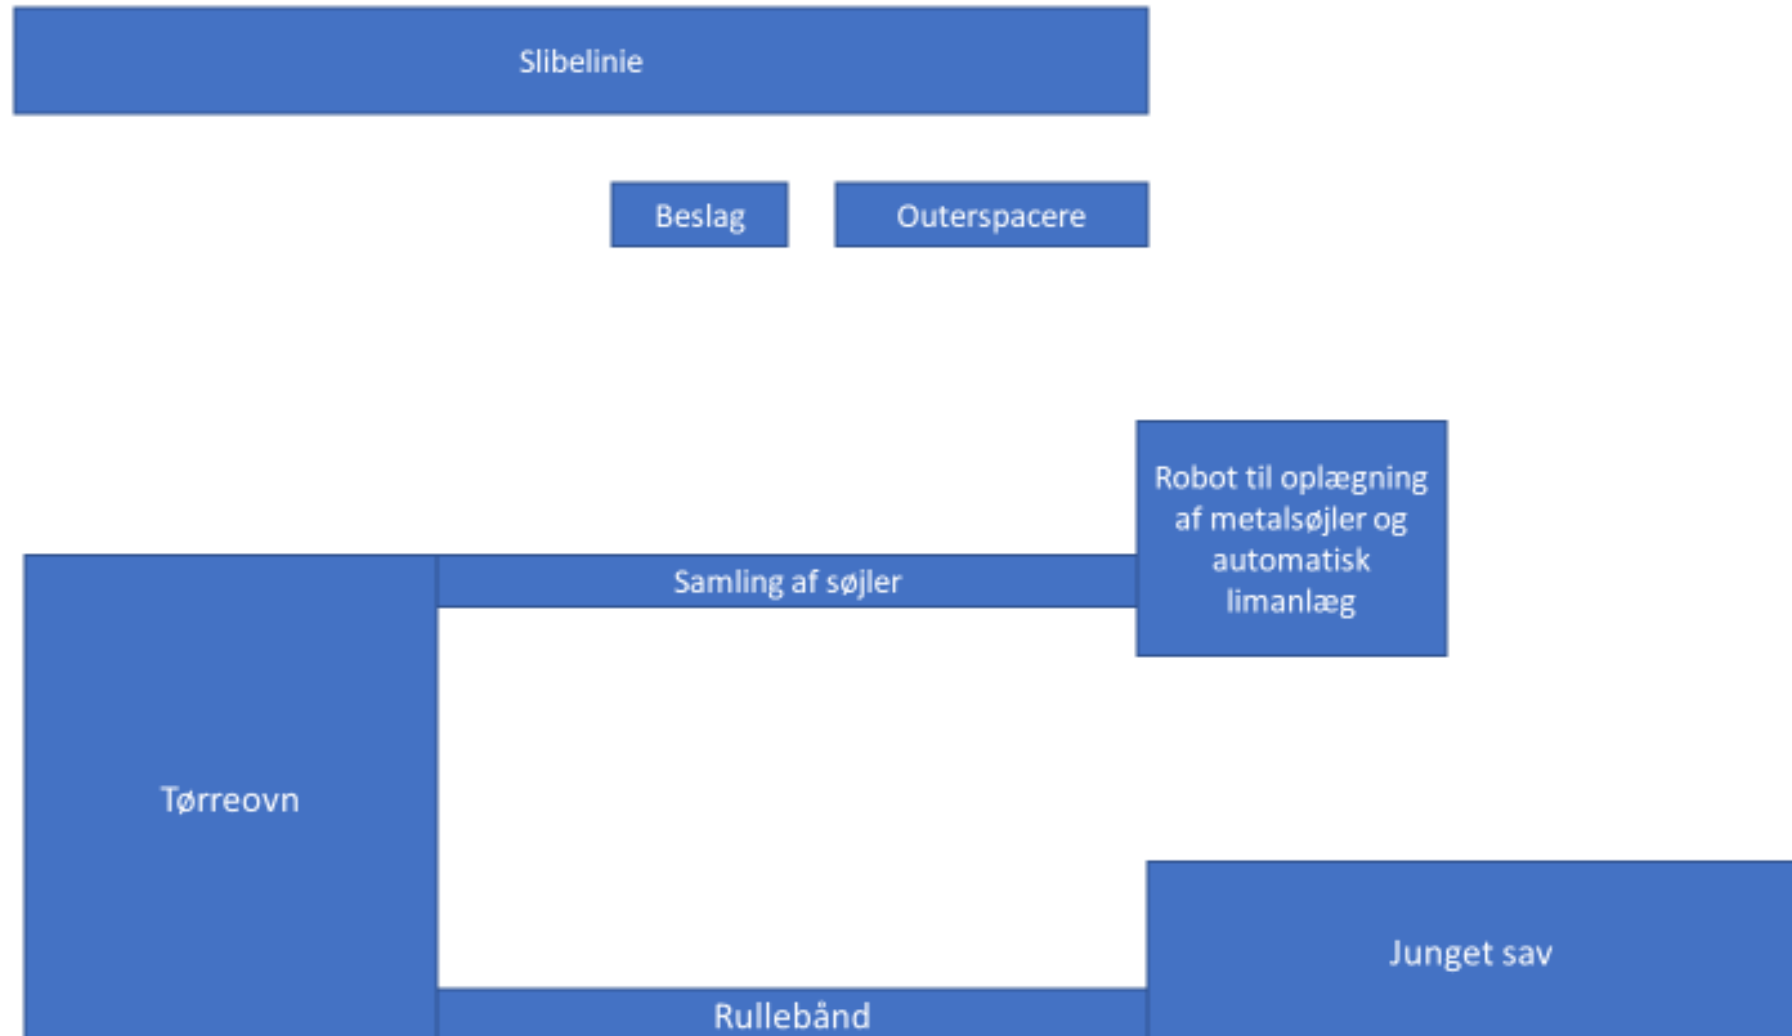 Slibelinie
Beslag
Outerspacere
Robot til oplægning
af metalsøjler og
automatisk
limanlæg
Samling af søjler
Tørreovn
Junget sav
Rullebånd